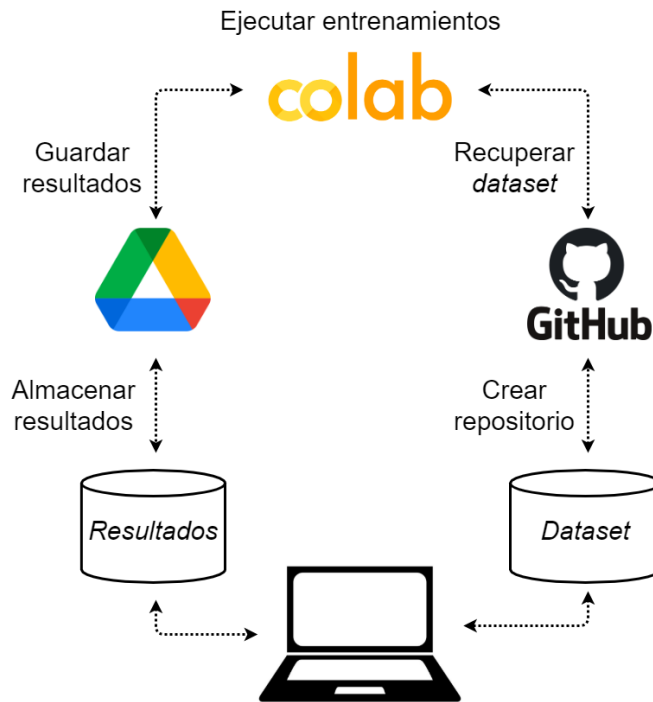 Ejecutar entrenamientos
colab
Guardar
resultados
Recuperar
dataset
GitHub
Almacenar
resultados
Crear
repositorio
Resultados
Dataset